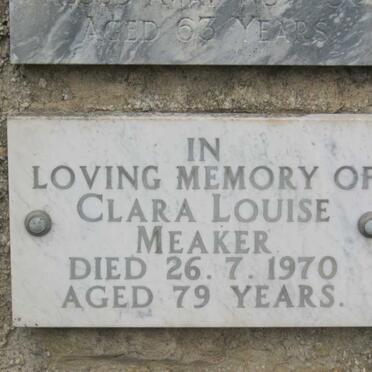 AGED 63 YEARS
IN
LOVING MEMORY OF
CLARA LOUISE
MEAKER
DIED 26. 7. 1970
AGED 79 YEARS.